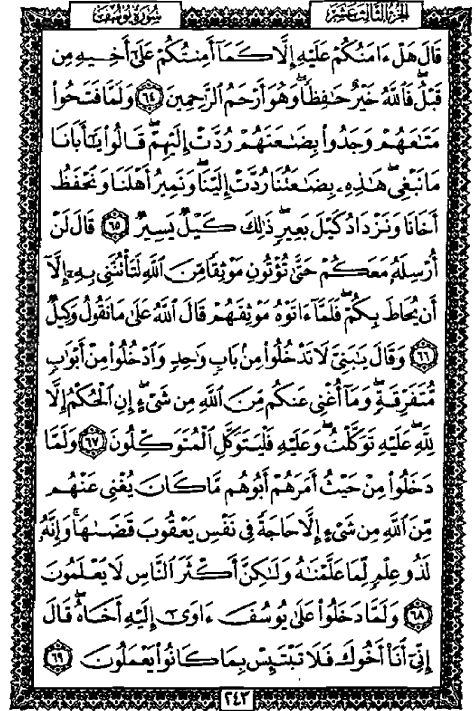 الجزء الثالث عشر سورة يوسف
قَالَ هَلْ ءَامَنُكُمْ عَلَيْهِ إِلَّا كَمَآ أَمِنتُكُمْ عَلَىٰٓ أَخِيهِ مِن
قَبْلُ فَٱللَّهُ خَيْرٌ حَٰفِظًا وَهُوَ أَرْحَمُ ٱلرَّٰحِمِينَ ٦٤ وَلَمَّا فَتَحُوا۟
مَتَٰعَهُمْ وَجَدُوا۟ بِضَٰعَتَهُمْ رُدَّتْ إِلَيْهِمْ قَالُوا۟ يَٰٓأَبَانَا
مَا نَبْغِى هَٰذِهِۦ بِضَٰعَتُنَا رُدَّتْ إِلَيْنَا وَنَمِيرُ أَهْلَنَا وَنَحْفَظُ
أَخَانَا وَنَزْدَادُ كَيْلَ بَعِيرٍ ذَٰلِكَ كَيْلٌ يَسِيرٌ ٦٥ قَالَ لَنْ
أُرْسِلَهُۥ مَعَكُمْ حَتَّىٰ تُؤْتُونِ مَوْثِقًا مِّنَ ٱللَّهِ لَتَأْتُنَّنِى بِهِۦٓ إِلَّآ
أَن يُحَاطَ بِكُمْ فَلَمَّآ ءَاتَوْهُ مَوْثِقَهُمْ قَالَ ٱللَّهُ عَلَىٰ مَا نَقُولُ وَكِيلٌ
٦٦ وَقَالَ يَٰبَنِىَّ لَا تَدْخُلُوا۟ مِنۢ بَابٍ وَٰحِدٍ وَٱدْخُلُوا۟ مِنْ أَبْوَٰبٍ
مُّتَفَرِّقَةٍ وَمَآ أُغْنِى عَنكُم مِّنَ ٱللَّهِ مِن شَىْءٍ إِنِ ٱلْحُكْمُ إِلَّا
لِلَّهِ عَلَيْهِ تَوَكَّلْتُ وَعَلَيْهِ فَلْيَتَوَكَّلِ ٱلْمُتَوَكِّلُونَ ٦٧ وَلَمَّا
دَخَلُوا۟ مِنْ حَيْثُ أَمَرَهُمْ أَبُوهُم مَّا كَانَ يُغْنِى عَنْهُم
مِّنَ ٱللَّهِ مِن شَىْءٍ إِلَّا حَاجَةً فِى نَفْسِ يَعْقُوبَ قَضَىٰهَا وَإِنَّهُۥ
لَذُو عِلْمٍ لِّمَا عَلَّمْنَٰهُ وَلَٰكِنَّ أَكْثَرَ ٱلنَّاسِ لَا يَعْلَمُونَ
٦٨ وَلَمَّا دَخَلُوا۟ عَلَىٰ يُوسُفَ ءَاوَىٰٓ إِلَيْهِ أَخَاهُ قَالَ
إِنِّىٓ أَنَا۠ أَخُوكَ فَلَا تَبْتَئِسْ بِمَا كَانُوا۟ يَعْمَلُونَ ٦٩
٢٤٣